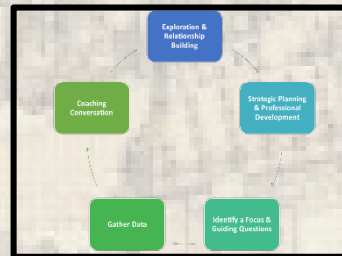 Exploration &
Relationship
Building
Strategic Planning
& Professional
Development
Identify a Focus &
Guiding Questions
Gather Data
Coaching
Conversation